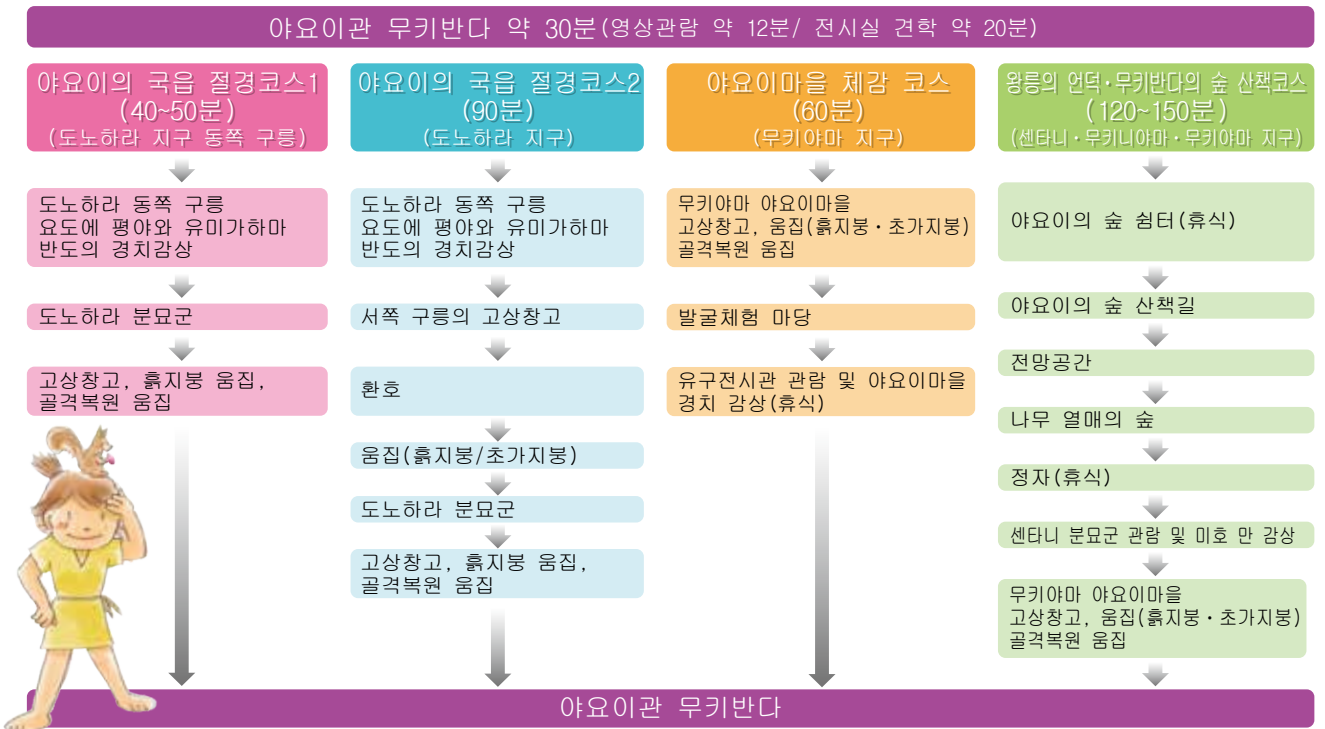 야요이관 무키반다 약 30분(영상관람 약 12분/ 전시실 견학 약 20분)
야요이의 국읍 절경코스1
(40~50분)
(도노하라 지구 동쪽 구릉)
도노하라 동쪽 구릉
요도에 평야와 유미가하마
반도의 경치감상
도노하라 분묘군
고상창고, 흙지붕 움집,
골격복원 움집
야요이의 국읍 절경코스2
(90분)
(도노하라 지구)
도노하라 동쪽 구릉
요도에 평야와 유미가하마
반도의 경치감상
서쪽 구릉의 고상창고
환호
움집(흙지붕/초가지붕)
도노하라 분묘군
고상창고, 흙지붕 움집,
골격복원 움집
야요이마을 체감 코스
(60분)
(무키야마 지구)
무키야마 야요이마을
고상창고, 움집(흙지붕・초가지붕)
골격복원 움집
발굴체험 마당
유구전시관 관람 및 야요이마을
경치 감상(휴식)
왕릉의 언덕・무키반다의 숲 산책코스
(120~150분)
(센타니・무키니야마・무키야마 지구)
야요이의 숲 쉼터(휴식)
야요이의 숲 산책길
전망공간
나무 열매의 숲
정자(휴식)
센타니 분묘군 관람 및 미호 만 감상
무키야마 야요이마을
고상창고, 움집(흙지붕・초가지붕)
골격복원 움집
야요이관 무키반다